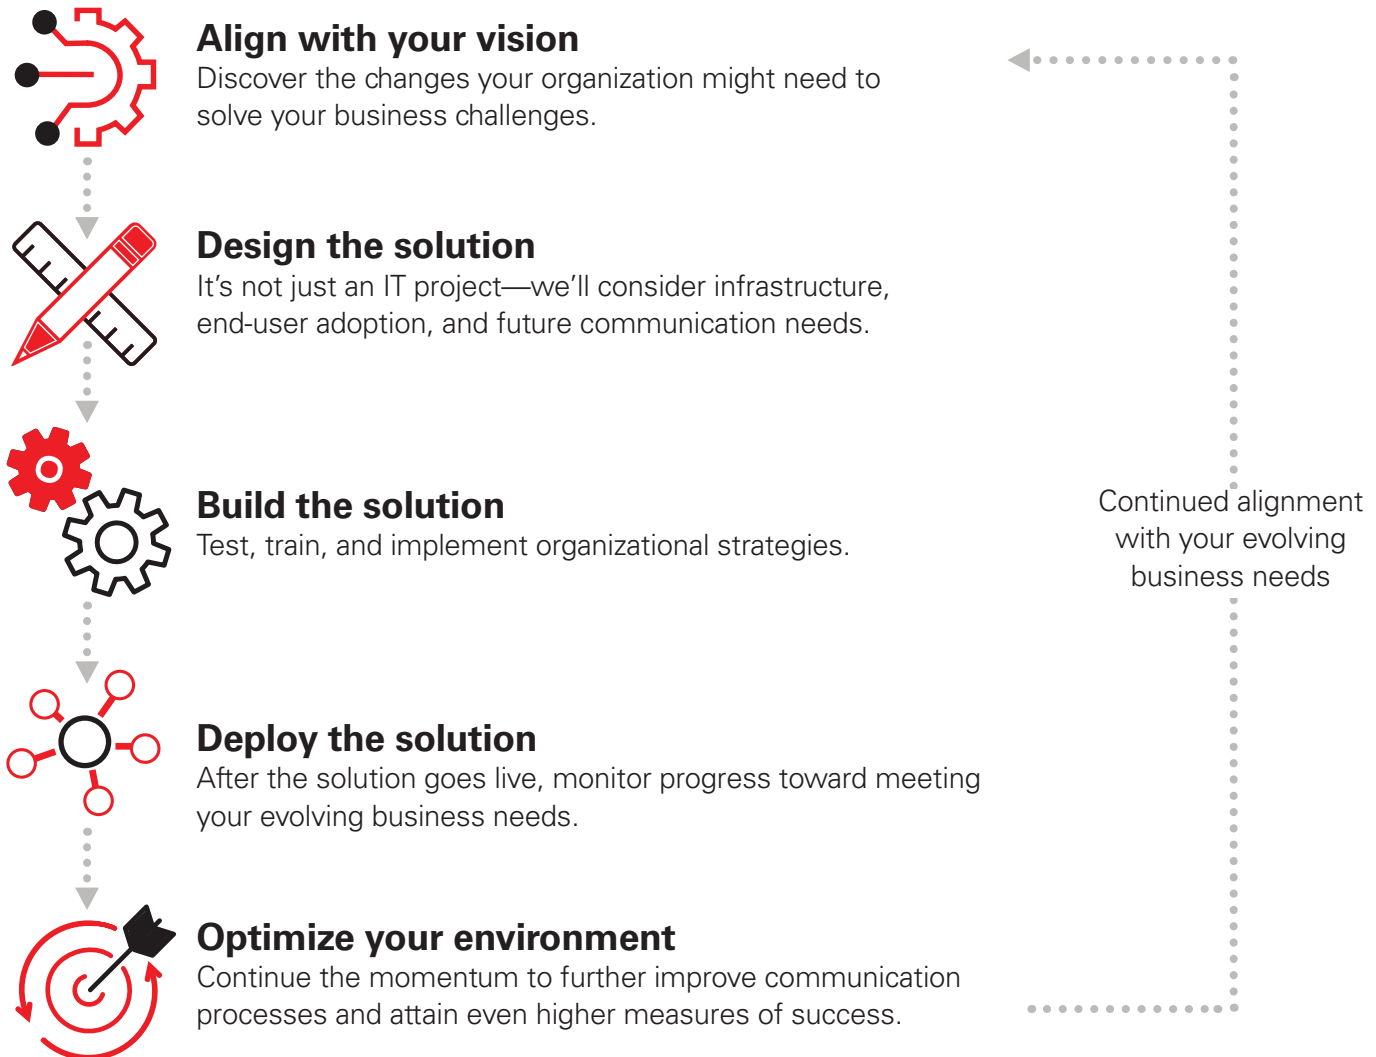 Align with your vision
Discover the changes your organization might need to
solve your business challenges.
Design the solution
It’s not just an IT project—we’ll consider infrastructure,
end-user adoption, and future communication needs.
Build the solution
Test, train, and implement organizational strategies.
Continued alignment
with your evolving
business needs
Deploy the solution
After the solution goes live, monitor progress toward meeting
your evolving business needs.
Optimize your environment
Continue the momentum to further improve communication
processes and attain even higher measures of success.